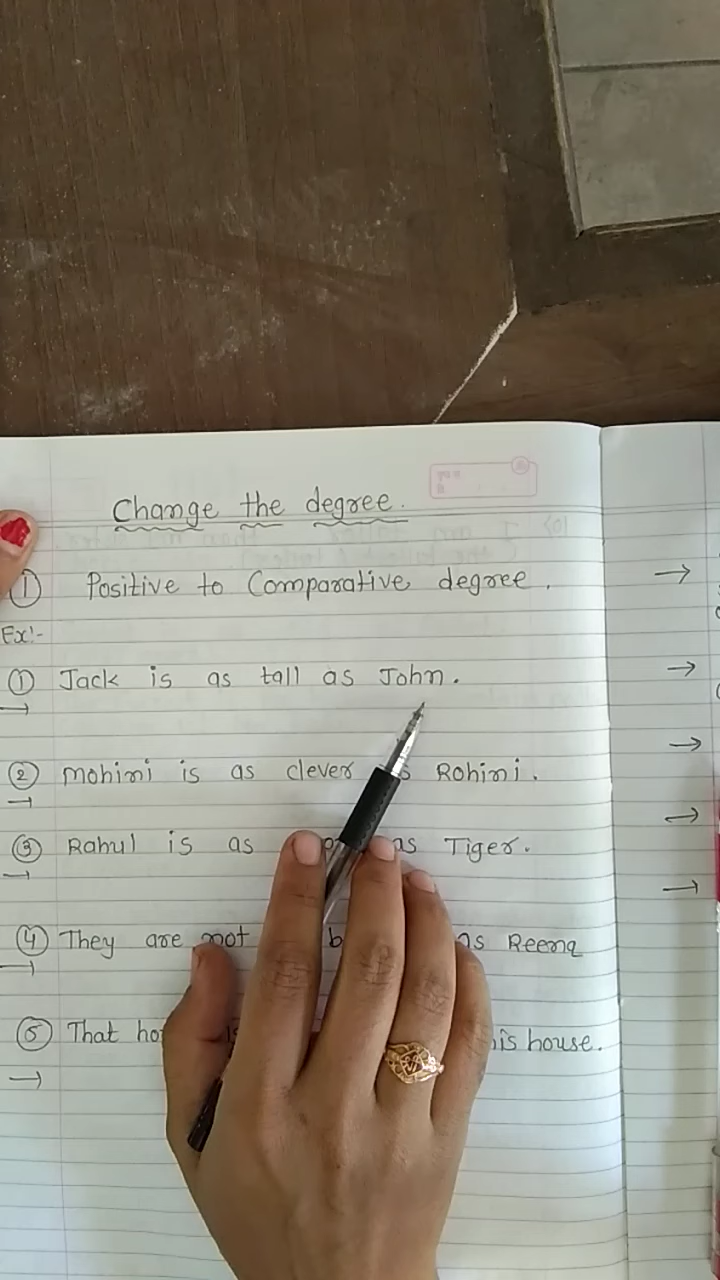 Change the degree.
① Positive to Comparative degree.
Ex:-
① Jack is as tall as John.
→
② Mohini is as clever as Rohini.
→
③ Rahul is as as Tiger.
→
④ They are not as Reena
→
⑤ That house.
→
→
→
→
→
→